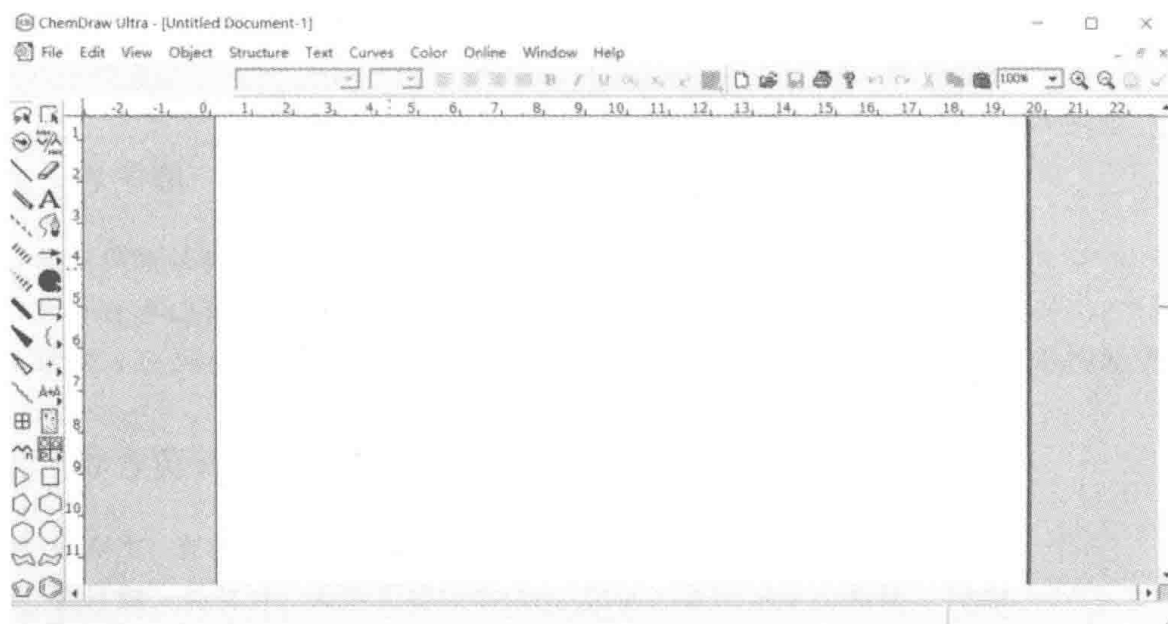 ChemDraw Ultra - [Untitled Document-1]
File Edit View Object Structure Text Curves Color Online Window Help
B I U 100%
-2 -1 0 1 2 3 4 5 6 7 8 9 10 11 12 13 14 15 16 17 18 19 20 21 22
1
2
A
3
4
5
6
7
8
9
10
11